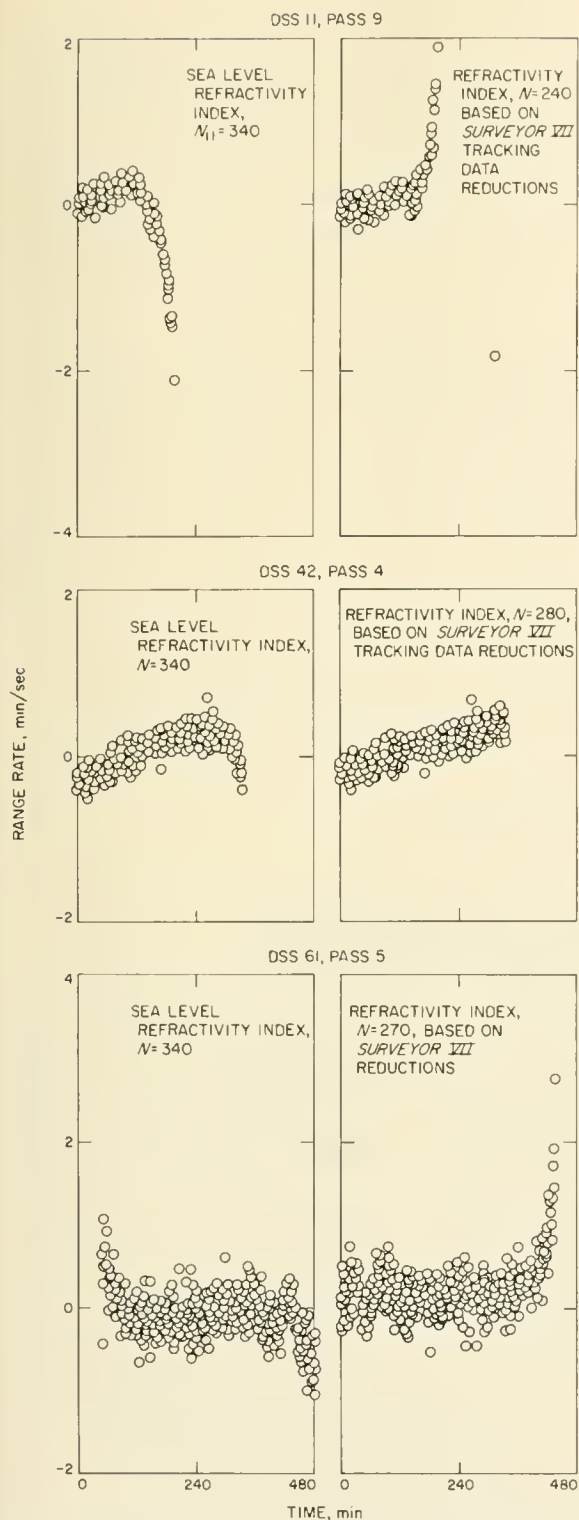 DSS 11, PASS 9
2
0
-2
-4
SEA LEVEL
REFRACTIVITY
INDEX,
N11 = 340
REFRACTIVITY
INDEX, N=240
BASED ON
SURVEYOR VII
TRACKING
DATA
REDUCTIONS
DSS 42, PASS 4
2
0
-2
SEA LEVEL
REFRACTIVITY INDEX,
N=340
REFRACTIVITY INDEX, N=280,
BASED ON SURVEYOR VII
TRACKING DATA REDUCTIONS
RANGE RATE, min/sec
DSS 61, PASS 5
4
2
0
-2
SEA LEVEL
REFRACTIVITY INDEX,
N=340
REFRACTIVITY INDEX,
N=270, BASED ON
SURVEYOR VII
REDUCTIONS
0 240 480 0 240 480
TIME, min